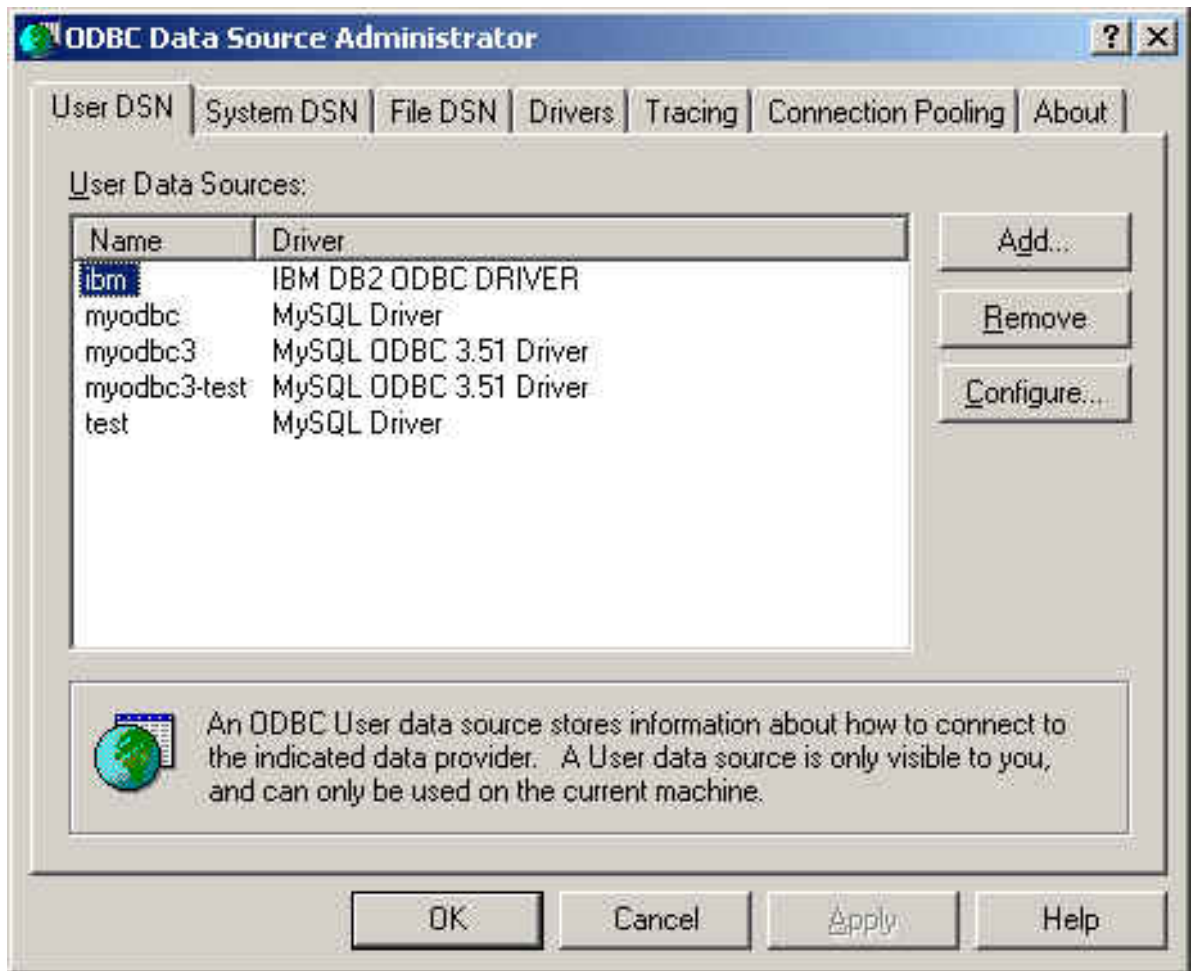 ODBC Data Source Administrator
User DSN System DSN File DSN Drivers Tracing Connection Pooling About
User Data Sources:
Name Driver
ibm IBM DB2 ODBC DRIVER
myodbc MySQL Driver
myodbc3 MySQL ODBC 3.51 Driver
myodbc3-test MySQL ODBC 3.51 Driver
test MySQL Driver
Add...
Remove
Configure...
An ODBC User data source stores information about how to connect to
the indicated data provider. A User data source is only visible to you,
and can only be used on the current machine.
OK Cancel Apply Help